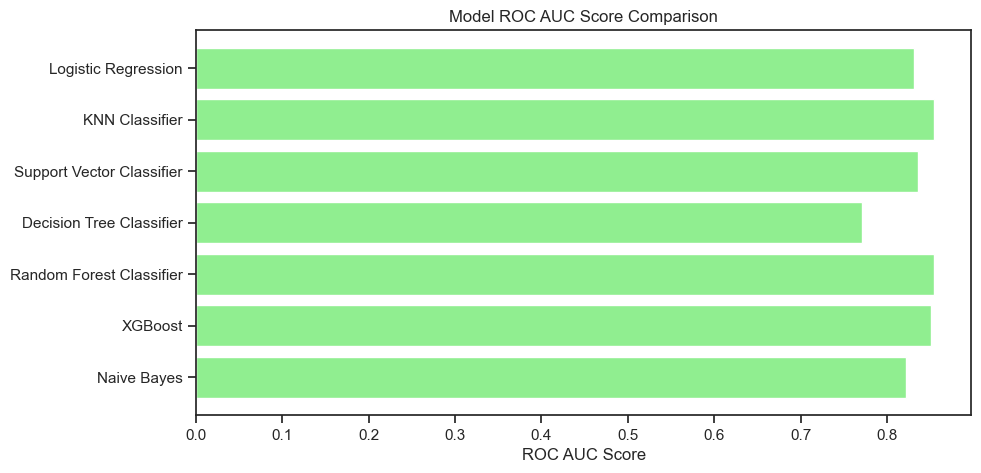 Model ROC AUC Score Comparison
Logistic Regression
KNN Classifier
Support Vector Classifier
Decision Tree Classifier
Random Forest Classifier
XGBoost
Naive Bayes
0.0 0.1 0.2 0.3 0.4 0.5 0.6 0.7 0.8
ROC AUC Score